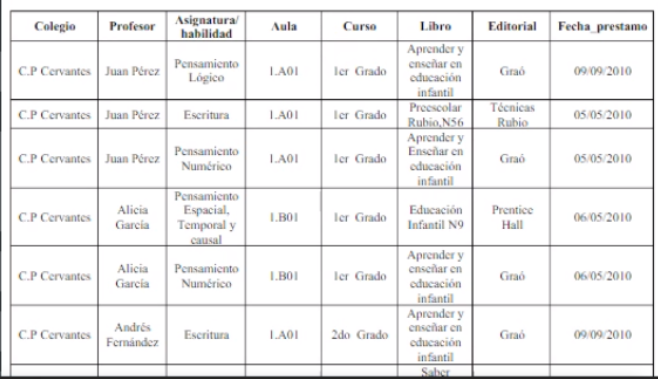 Colegio Profesor Asignatura/ habilidad Aula Curso Libro Editorial Fecha_prestamo
C.P Cervantes Juan Pérez Pensamiento Lógico 1.A01 1er Grado Aprender y enseñar en educación infantil Graó 09/09/2010
C.P Cervantes Juan Pérez Escritura 1.A01 1er Grado Preescolar Rubio,N56 Técnicas Rubio 05/05/2010
C.P Cervantes Juan Pérez Pensamiento Numérico 1.A01 1er Grado Aprender y Enseñar en educación infantil Graó 05/05/2010
C.P Cervantes Alicia García Pensamiento Espacial, Temporal y causal 1.B01 1er Grado Educación Infantil N9 Prentice Hall 06/05/2010
C.P Cervantes Alicia García Pensamiento Numérico 1.B01 1er Grado Aprender y enseñar en educación infantil Graó 06/05/2010
C.P Cervantes Andrés Fernández Escritura 1.A01 2do Grado Aprender y enseñar en educación infantil Graó 09/09/2010
Saber